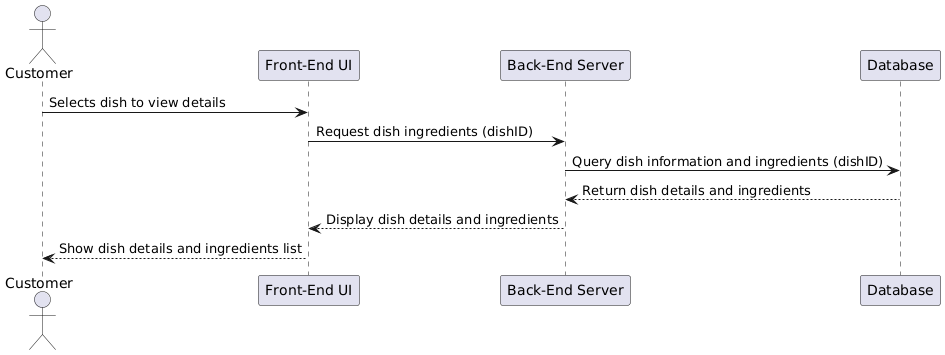 Customer
Front-End UI
Back-End Server
Database
Selects dish to view details
Request dish ingredients (dishID)
Query dish information and ingredients (dishID)
Return dish details and ingredients
Display dish details and ingredients
Show dish details and ingredients list
Customer
Front-End UI
Back-End Server
Database